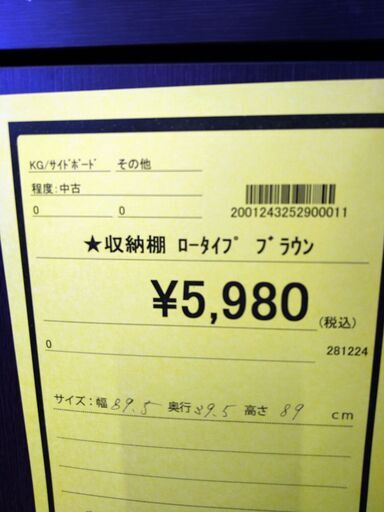 KG/ｻｲﾄﾞﾎﾞｰﾄﾞ その他
程度:中古
0 0
2001243252900011
★収納棚 ﾛｰﾀｲﾌﾟ ﾌﾞﾗｳﾝ
¥5,980
(税込)
0 281224
サイズ:幅 89.5 奥行 39.5 高さ 89 cm